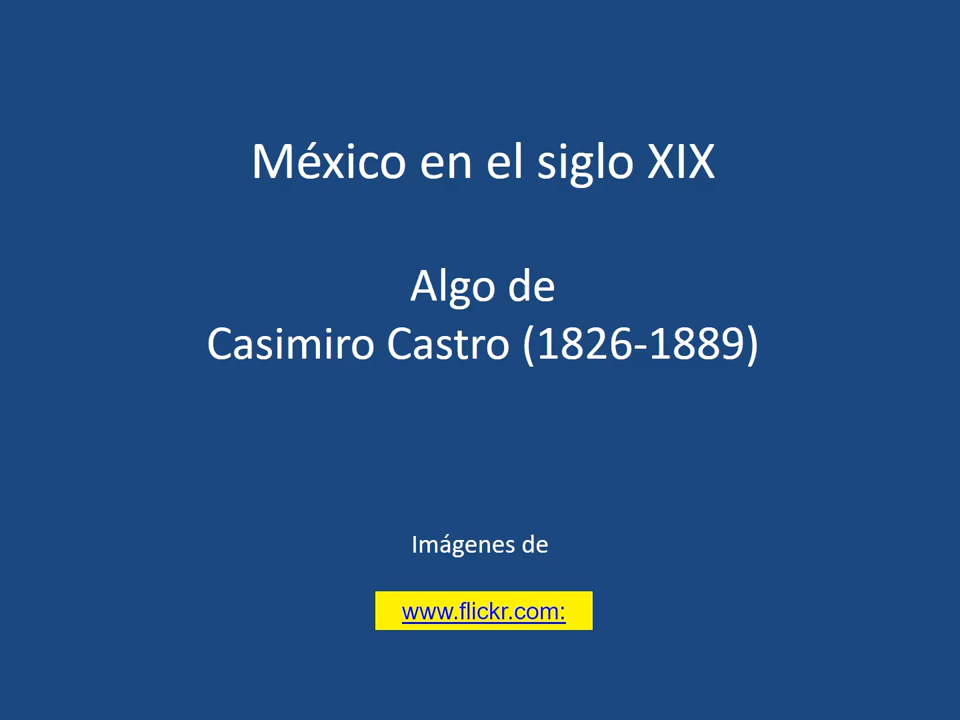 México en el siglo XIX
Algo de
Casimiro Castro (1826-1889)
Imágenes de
www.flickr.com: